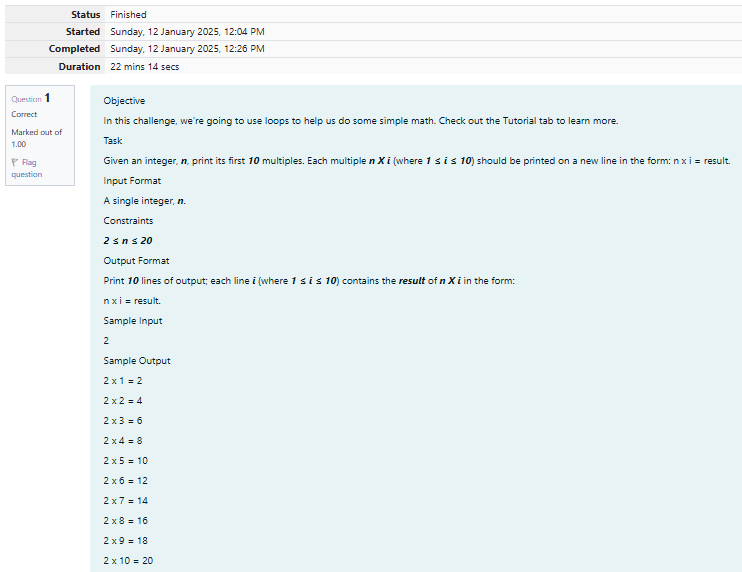 Status Finished
Started Sunday, 12 January 2025, 12:04 PM
Completed Sunday, 12 January 2025, 12:26 PM
Duration 22 mins 14 secs
Question 1
Correct
Marked out of
1.00
Flag
question
Objective
In this challenge, we're going to use loops to help us do some simple math. Check out the Tutorial tab to learn more.
Task
Given an integer, n, print its first 10 multiples. Each multiple n X i (where 1 ≤ i ≤ 10) should be printed on a new line in the form: n x i = result.
Input Format
A single integer, n.
Constraints
2 ≤ n ≤ 20
Output Format
Print 10 lines of output; each line i (where 1 ≤ i ≤ 10) contains the result of n X i in the form:
n x i = result.
Sample Input
2
Sample Output
2 x 1 = 2
2 x 2 = 4
2 x 3 = 6
2 x 4 = 8
2 x 5 = 10
2 x 6 = 12
2 x 7 = 14
2 x 8 = 16
2 x 9 = 18
2 x 10 = 20